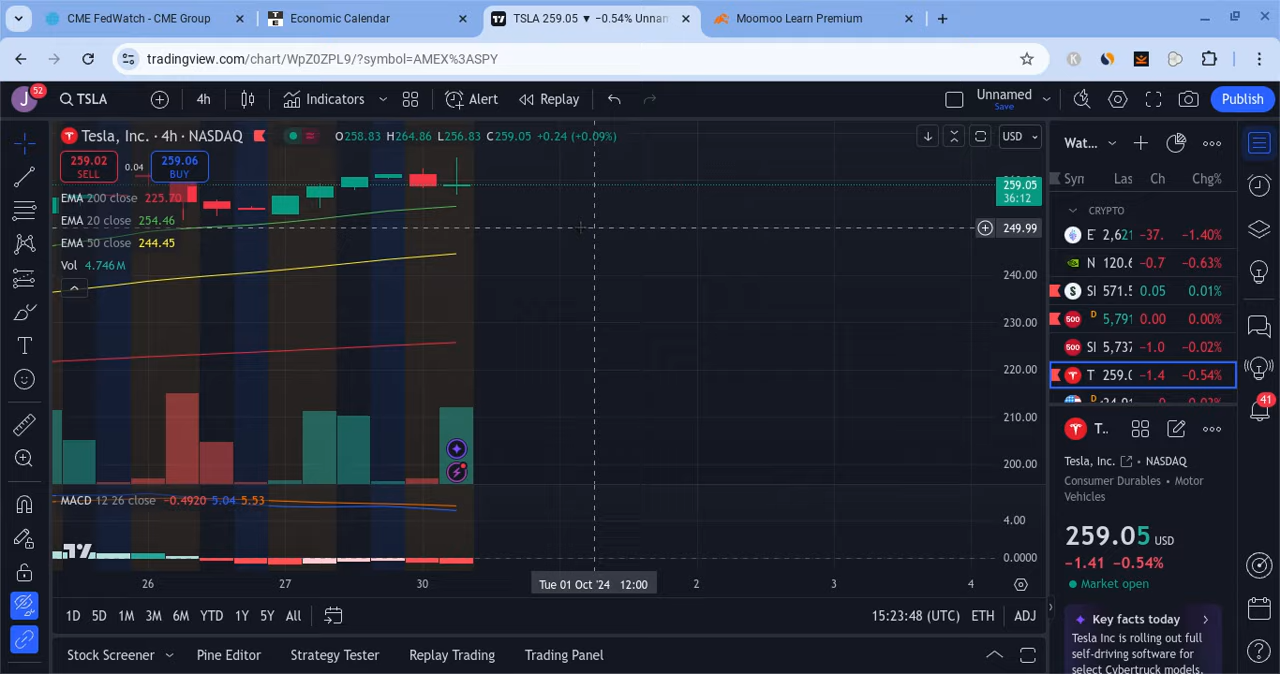 CME FedWatch - CME Group
Economic Calendar
TSLA 259.05 ▼ −0.54% Unnan
Moomoo Learn Premium
tradingview.com/chart/WpZ0ZPL9/?symbol=AMEX%3ASPY
J
52
TSLA
4h
Indicators
Alert
Replay
Unnamed
Save
Publish
Tesla, Inc. · 4h · NASDAQ
O258.83 H264.86 L256.83 C259.05 +0.24 (+0.09%)
USD
259.02
SELL
0.04
259.06
BUY
EMA 200 close 225.70
EMA 20 close 254.46
EMA 50 close 244.45
Vol 4.746M
259.05
36:12
249.99
240.00
230.00
220.00
210.00
200.00
MACD 12 26 close −0.4920 5.04 5.53
4.00
0.0000
26
27
30
Tue 01 Oct '24 12:00
2
3
4
1D 5D 1M 3M 6M YTD 1Y 5Y All
15:23:48 (UTC) ETH ADJ
Stock Screener
Pine Editor
Strategy Tester
Replay Trading
Trading Panel
Wat...
Syn Las Ch Chg%
CRYPTO
E 2,621 −37. −1.40%
N 120.6 −0.7 −0.63%
SI 571.5 0.05 0.01%
500 D 5,791 0.00 0.00%
500 SI 5,737 −1.0 −0.02%
T 259.0 −1.4 −0.54%
T..
Tesla, Inc. NASDAQ
Consumer Durables • Motor
Vehicles
259.05 USD
−1.41 −0.54%
Market open
Key facts today
Tesla Inc is rolling out full
self-driving software for
select Cybertruck models.
41